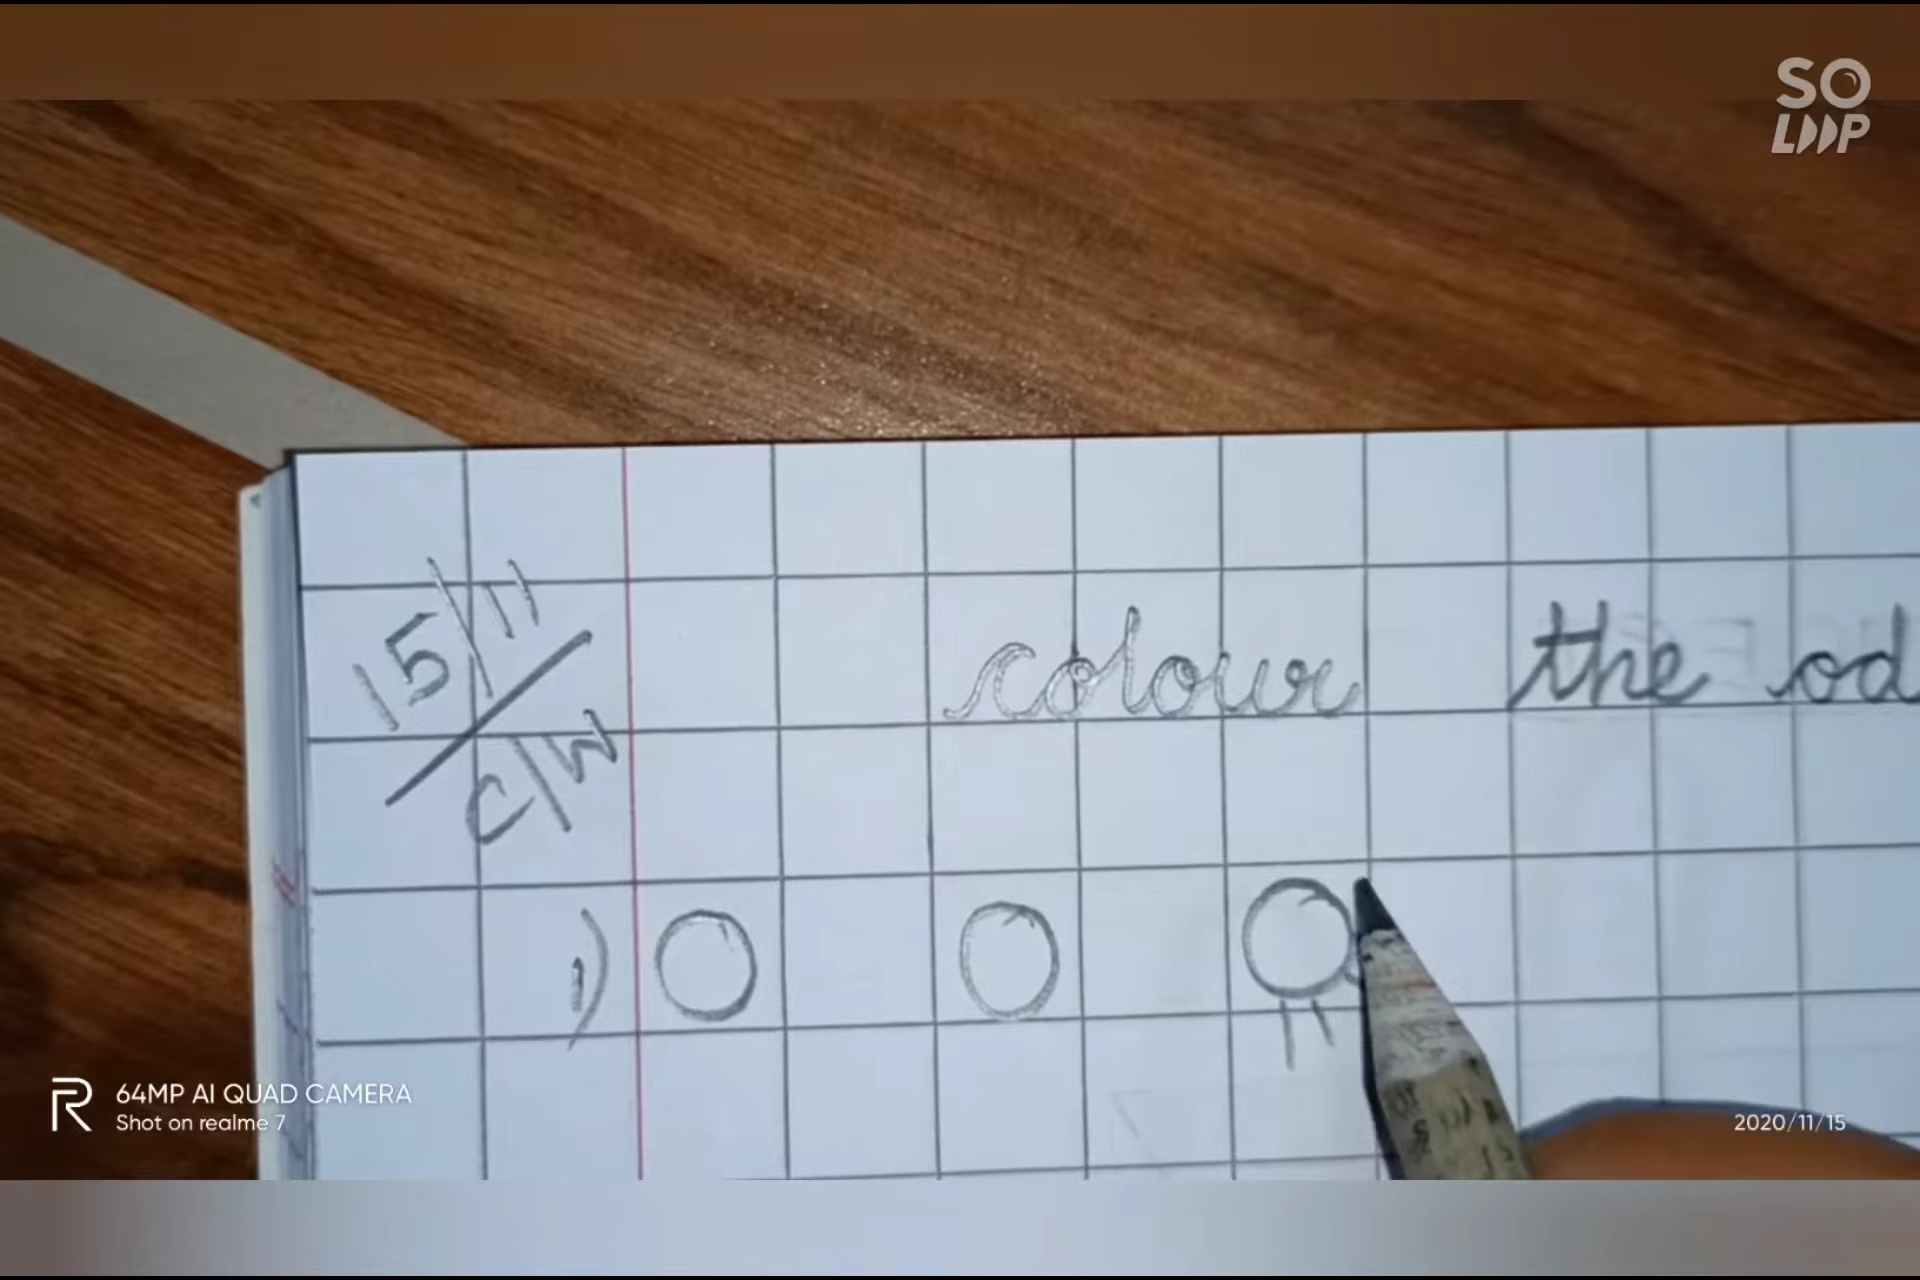 SO
LOOP
15/11
C/W
colour the od
1)
64MP AI QUAD CAMERA
Shot on realme 7
2020/11/15